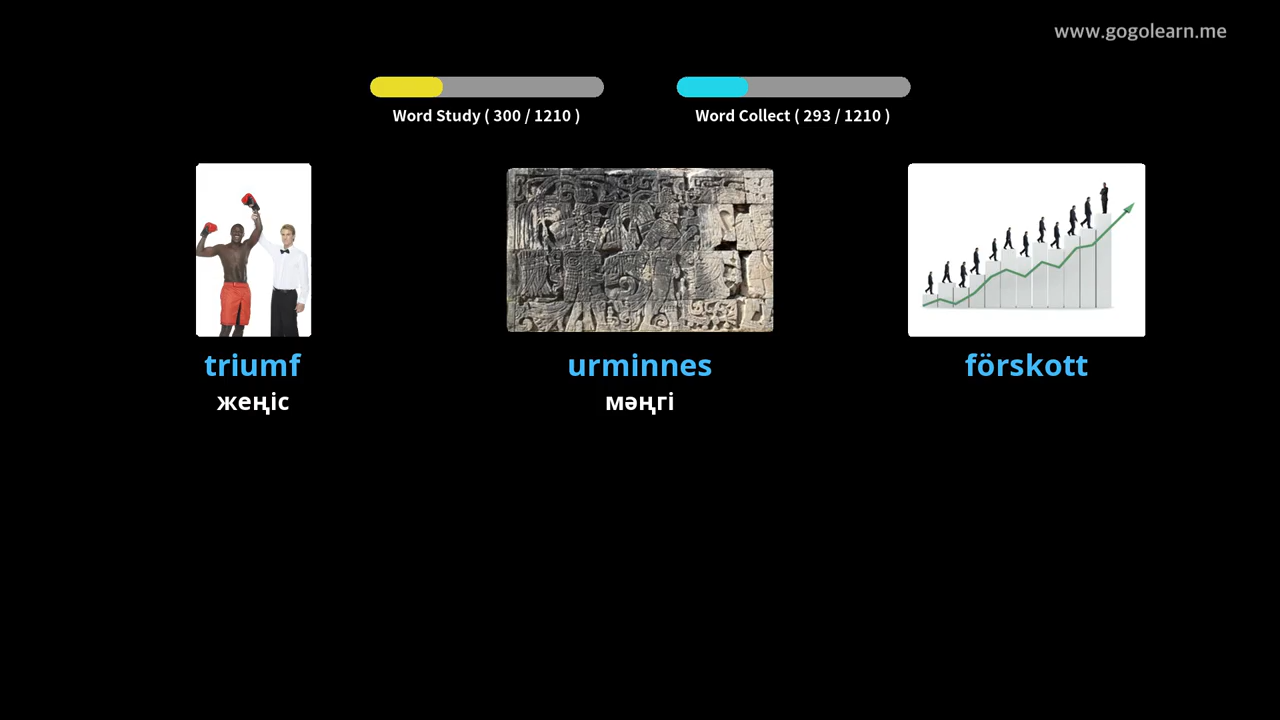 www.gogolearn.me
Word Study ( 300 / 1210 )
Word Collect ( 293 / 1210 )
triumf
жеңіс
urminnes
мәңгі
förskott